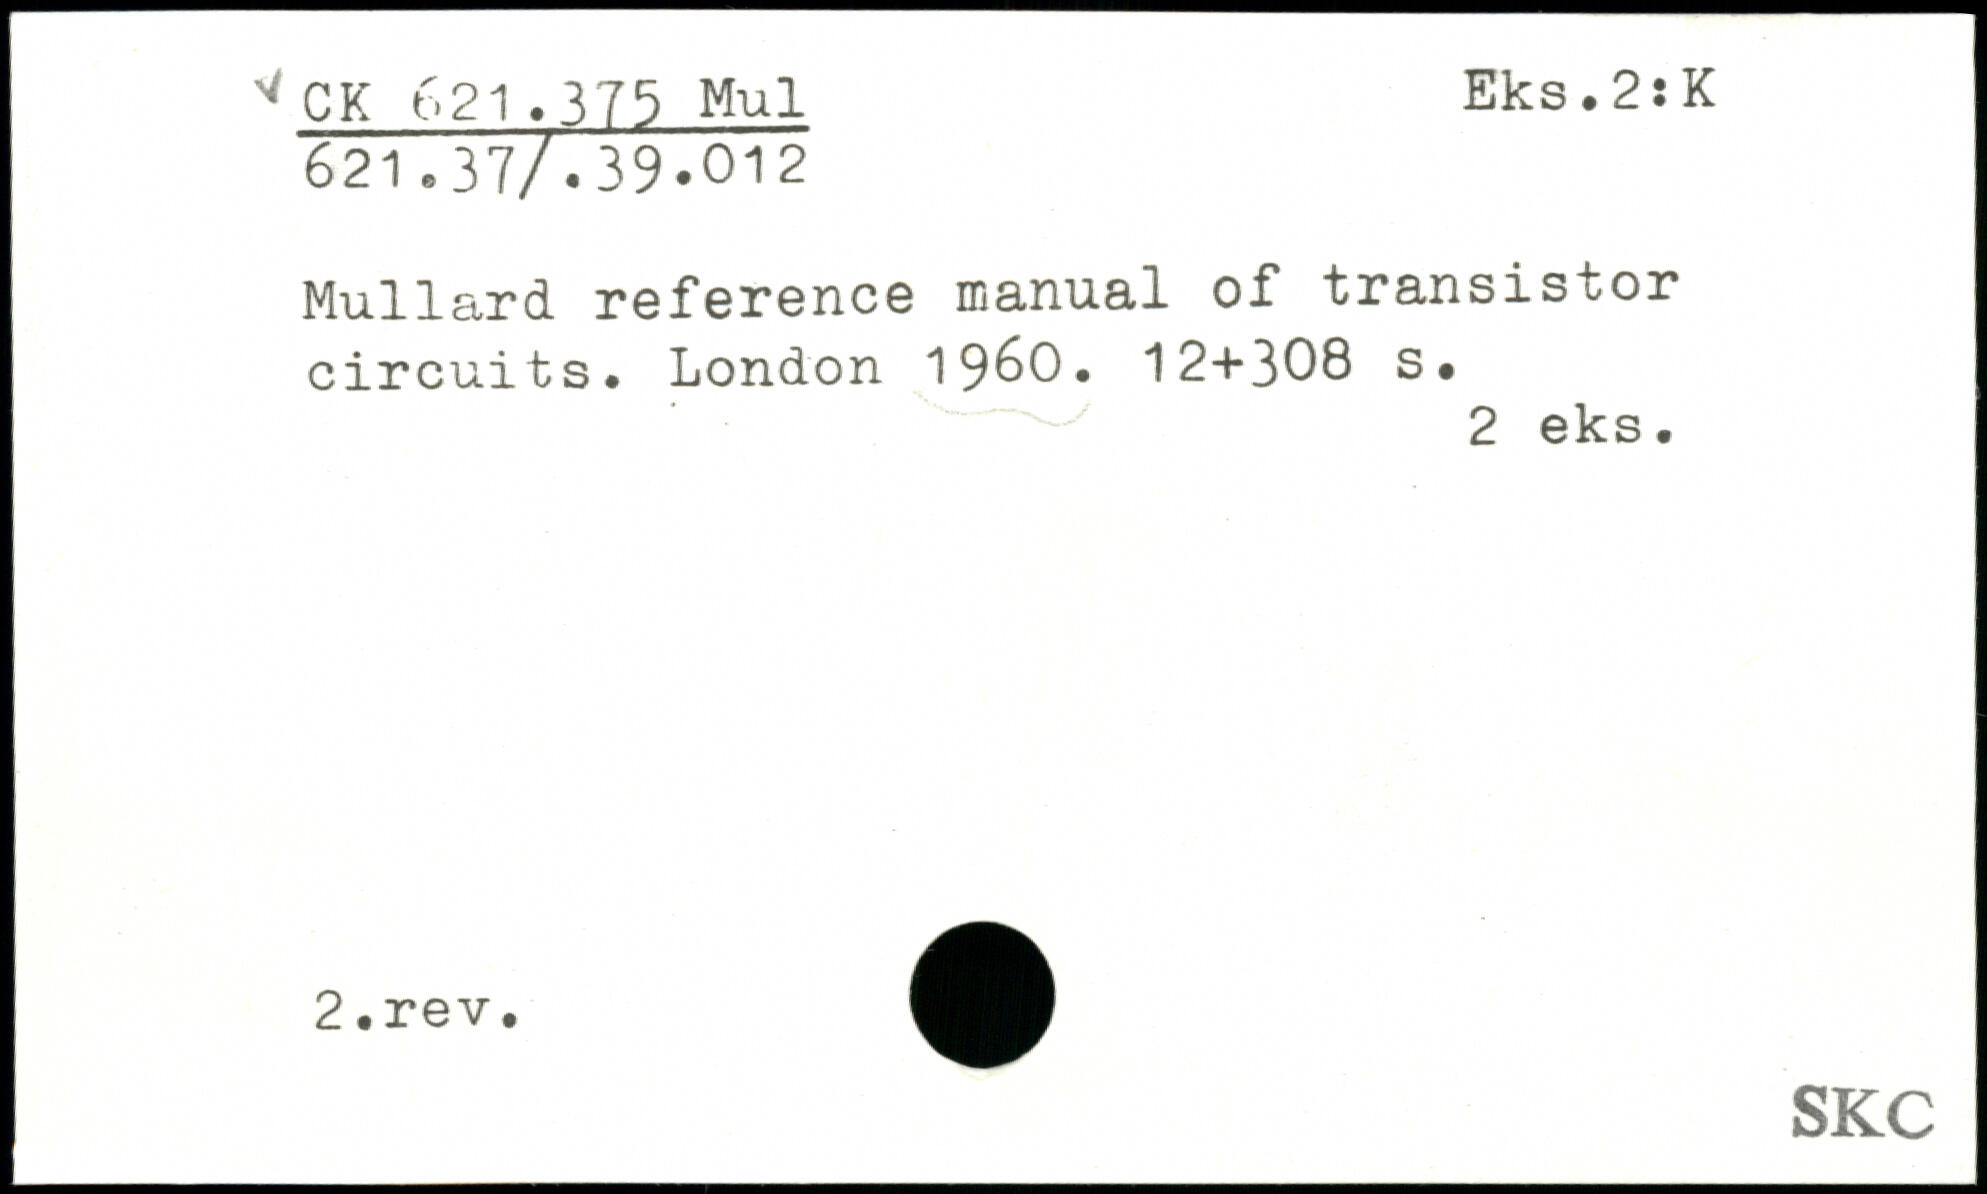 CK 621.375 Mul
Eks.2:K
621.37/.39.012
Mullard reference manual of transistor
circuits. London 1960. 12+308 s.
2 eks.
2.rev.
SKC